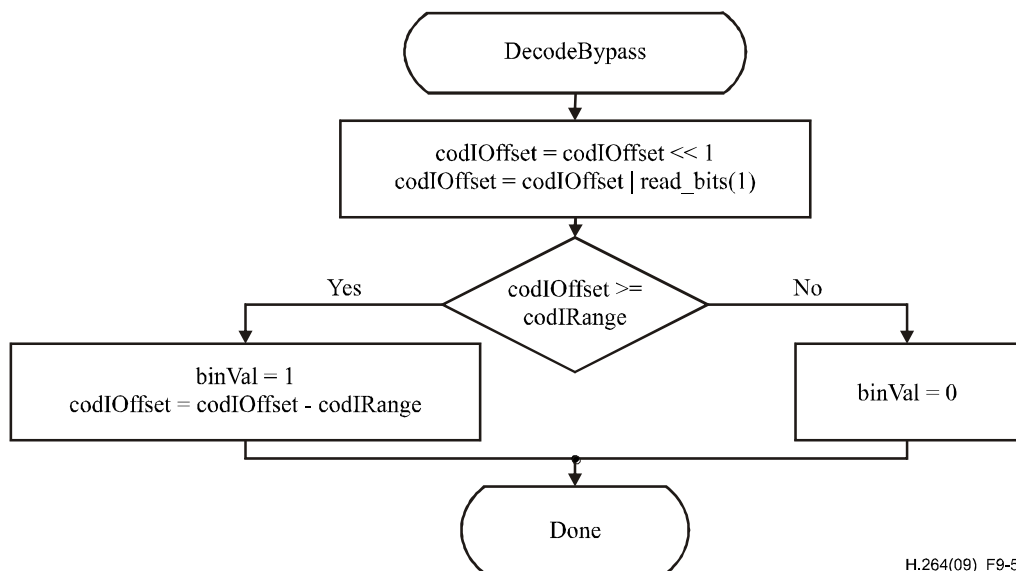 DecodeBypass
codIOffset = codIOffset << 1
codIOffset = codIOffset | read_bits(1)
Yes
codIOffset >=
codIRange
No
binVal = 1
codIOffset = codIOffset - codIRange
binVal = 0
Done
H.264(09)_F9-5